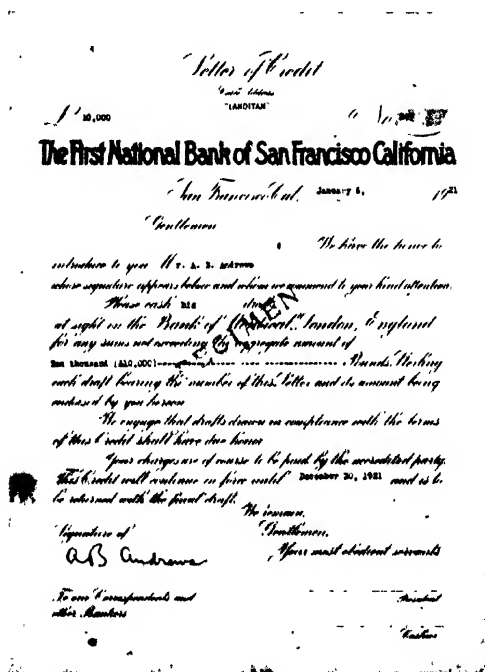 Letter of Credit
Cable Address
"LANDITAN"
£ 10,000
No.
The First National Bank of San Francisco California
San Francisco Cal. January 5, 1921
Gentlemen
We have the honor to
introduce to you Mr. A. B. Andrews
whose signature appears below and whom we commend to your kind attention.
Please cash his drafts
at sight on the "Bank of London, England
for any sums not exceeding the aggregate amount of
Ten thousand (£10,000) Pounds Sterling
SPECIMEN
each draft bearing the number of this Letter and its amount being
endorsed by you hereon
We engage that drafts drawn in compliance with the terms
of this Credit shall have due honor
Your charges are of course to be paid by the accredited party.
This Credit will continue in force until December 20, 1921 and is to
be returned with the final draft.
We remain,
Signature of Gentlemen,
AB Andrews Your most obedient servants
To our Correspondents and President
other Bankers
Cashier